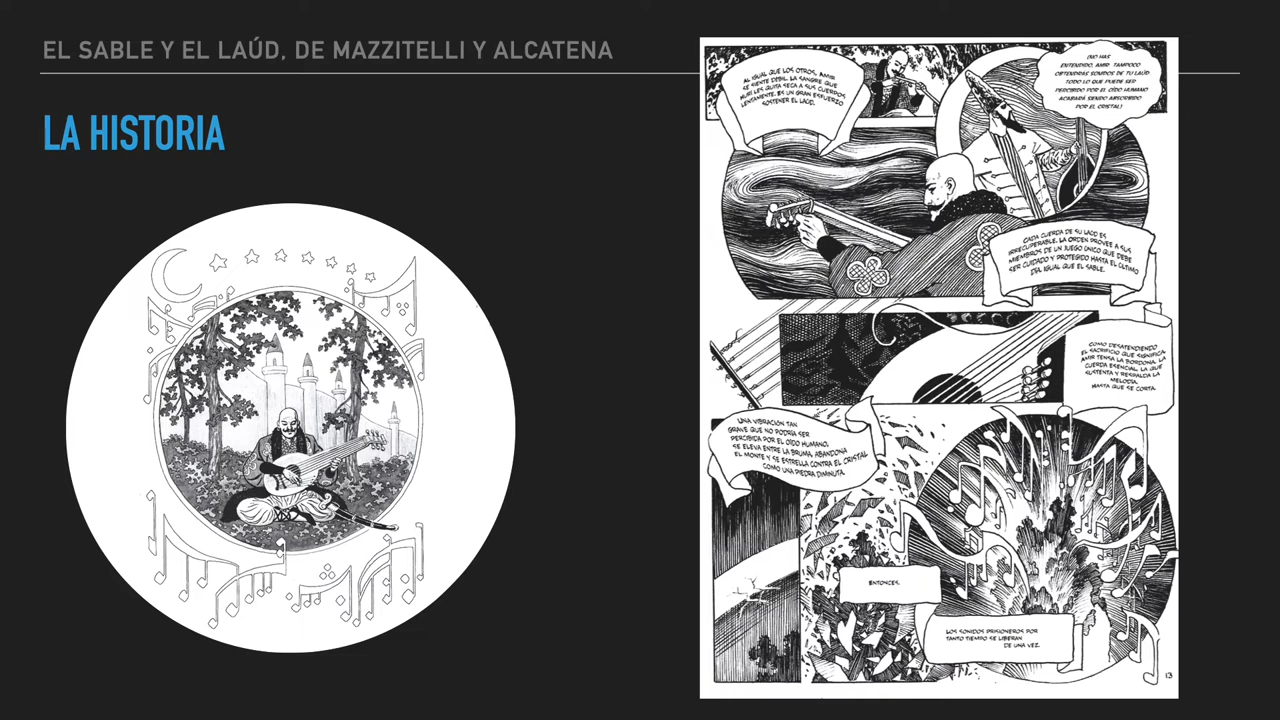 EL SABLE Y EL LAÚD, DE MAZZITELLI Y ALCATENA
LA HISTORIA
AL IGUAL QUE LOS OTROS, AMIR
SE SIENTE DÉBIL. LA SANGRE QUE
LES QUITA SECA A SUS CUERPOS
LENTAMENTE. ES UN GRAN ESFUERZO
SOSTENER EL LAÚD.
(NO HAS
ENTENDIDO, AMIR. TAMPOCO
OBTENDRÁS SONIDOS DE TU LAÚD.
TODO LO QUE PUEDE SER
PERCIBIDO POR EL OÍDO HUMANO
ACABARÁ SIENDO ABSORBIDO
POR EL CRISTAL)
CADA CUERDA DE SU LAÚD ES
IRRECUPERABLE. LA ORDEN PROVEE A SUS
MIEMBROS DE UN JUEGO ÚNICO QUE DEBE
SER CUIDADO Y PROTEGIDO HASTA EL ÚLTIMO
DÍA, IGUAL QUE EL SABLE.
COMO DESATENDIENDO
EL SACRIFICIO QUE SIGNIFICA,
AMIR TENSA LA BORDONA, LA
CUERDA ESENCIAL, LA QUE
SUSTENTA Y RESPALDA LA
MELODÍA.
HASTA QUE SE CORTA.
UNA VIBRACIÓN TAN
GRAVE QUE NO PODRÍA SER
PERCIBIDA POR EL OÍDO HUMANO,
SE ELEVA ENTRE LA BRUMA, ABANDONA
EL MONTE Y SE ESTRELLA CONTRA EL CRISTAL
COMO UNA PIEDRA DIMINUTA.
ENTONCES,
LOS SONIDOS PRISIONEROS POR
TANTO TIEMPO SE LIBERAN
DE UNA VEZ.
13